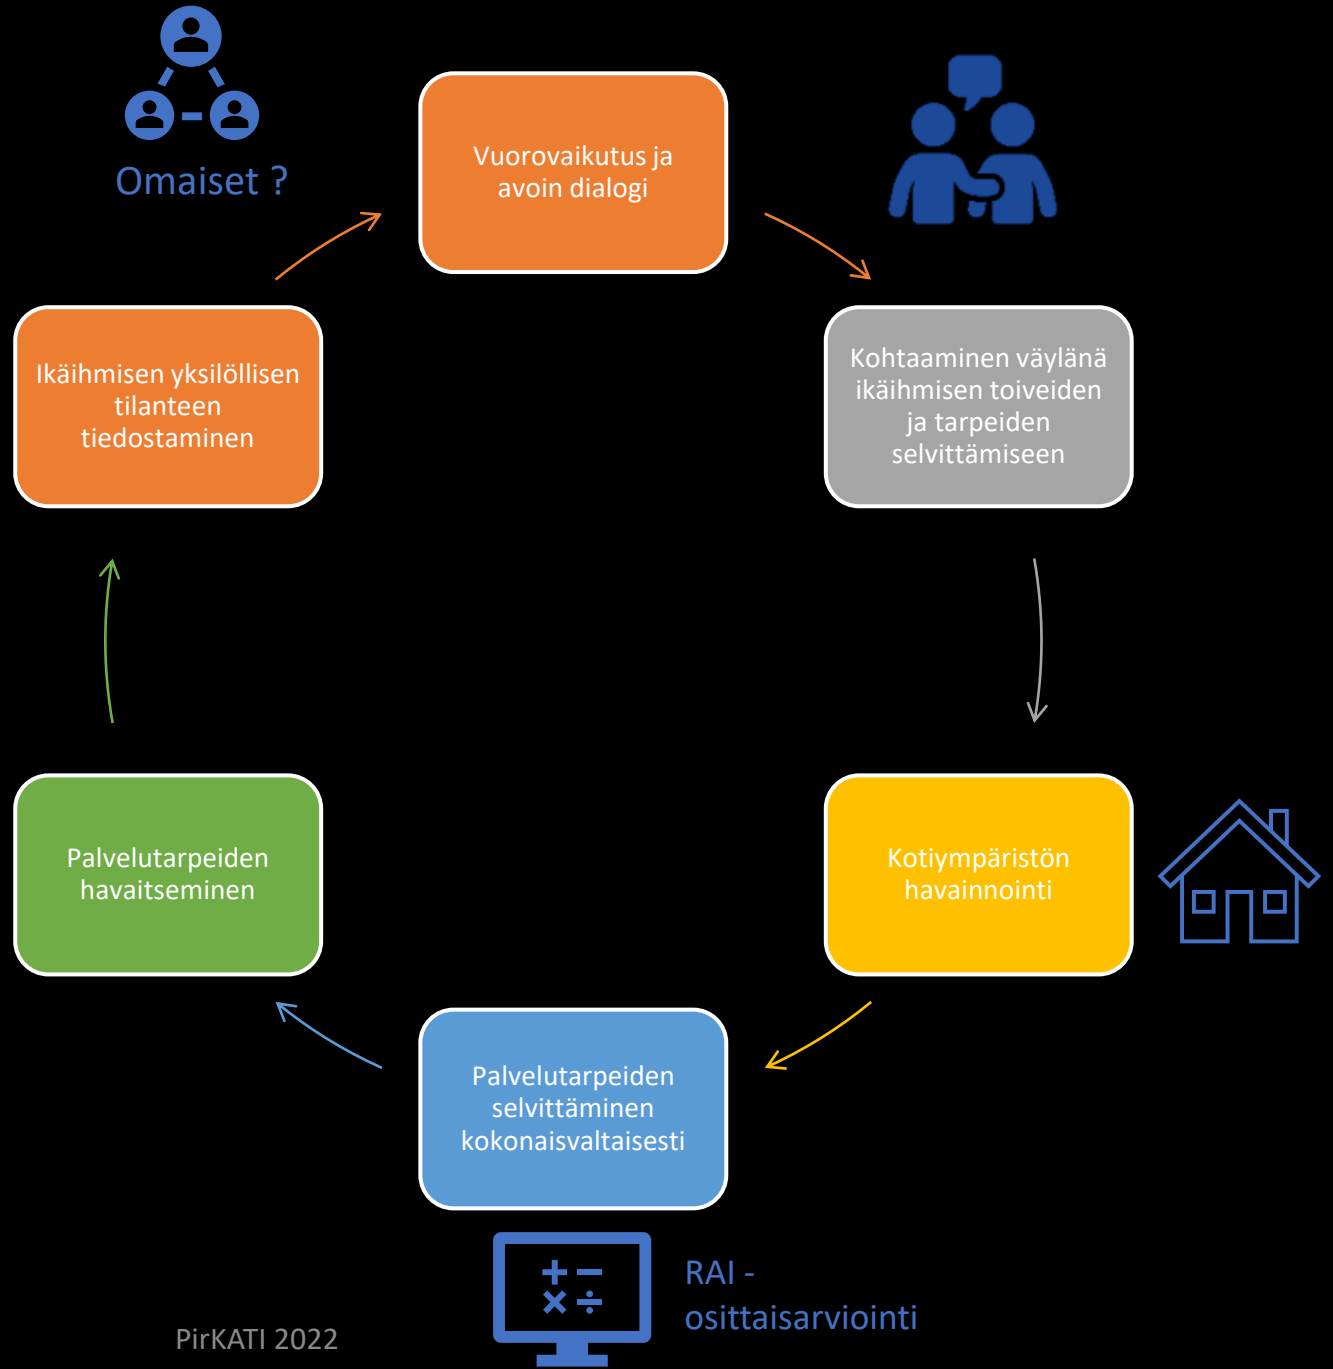 Omaiset ?
Vuorovaikutus ja
avoin dialogi
Kohtaaminen väylänä
ikäihmisen toiveiden
ja tarpeiden
selvittämiseen
Kotiympäristön
havainnointi
Palvelutarpeiden
selvittäminen
kokonaisvaltaisesti
RAI -
osittaisarviointi
Palvelutarpeiden
havaitseminen
Ikäihmisen yksilöllisen
tilanteen
tiedostaminen
PirKATI 2022